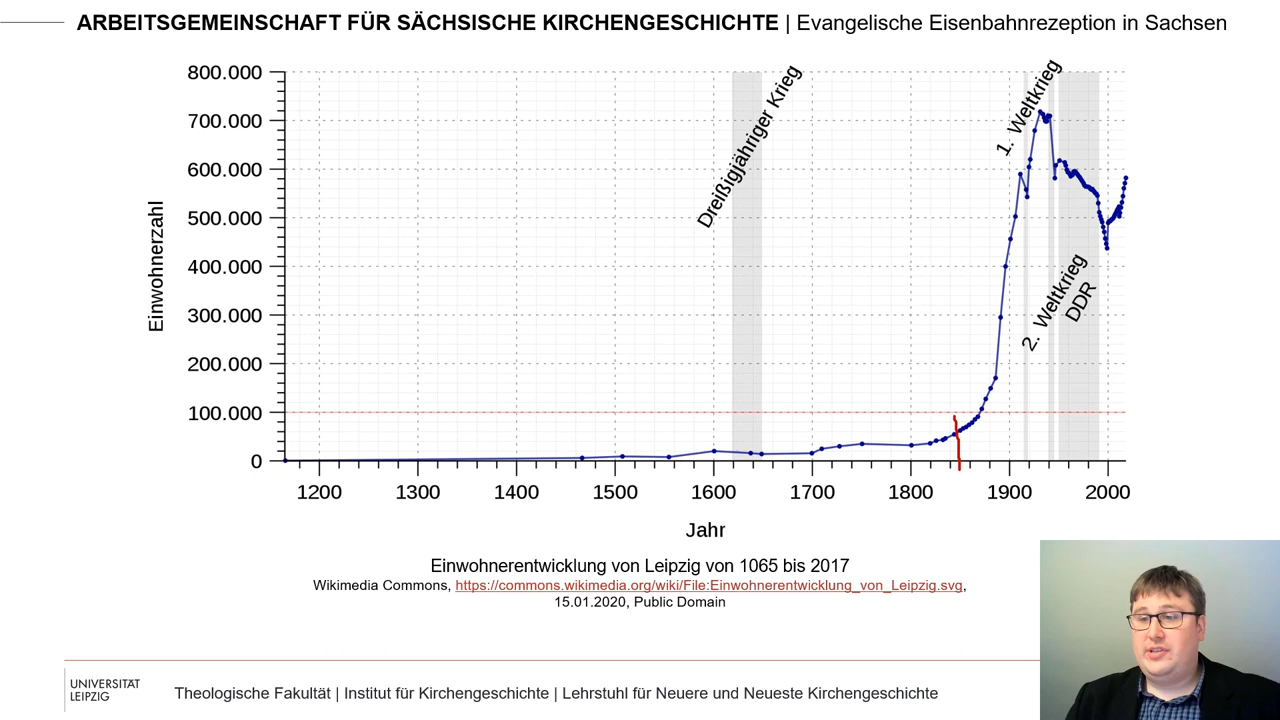 ARBEITSGEMEINSCHAFT FÜR SÄCHSISCHE KIRCHENGESCHICHTE | Evangelische Eisenbahnrezeption in Sachsen
800.000
700.000
600.000
500.000
400.000
300.000
200.000
100.000
0
Einwohnerzahl
Dreißigjähriger Krieg
1. Weltkrieg
2. Weltkrieg
DDR
1200 1300 1400 1500 1600 1700 1800 1900 2000
Jahr
Einwohnerentwicklung von Leipzig von 1065 bis 2017
Wikimedia Commons, https://commons.wikimedia.org/wiki/File:Einwohnerentwicklung_von_Leipzig.svg,
15.01.2020, Public Domain
UNIVERSITÄT
LEIPZIG
Theologische Fakultät | Institut für Kirchengeschichte | Lehrstuhl für Neuere und Neueste Kirchengeschichte